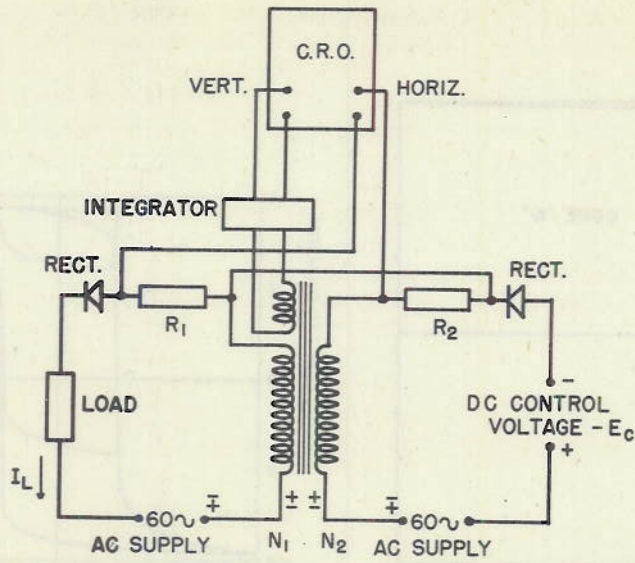 C.R.O.
VERT.
HORIZ.
INTEGRATOR
RECT.
RECT.
R₁
R₂
LOAD
DC CONTROL
VOLTAGE - Ec
-
+
I_L
∓
± ±
∓
60∿
60∿
AC SUPPLY
N₁
N₂
AC SUPPLY